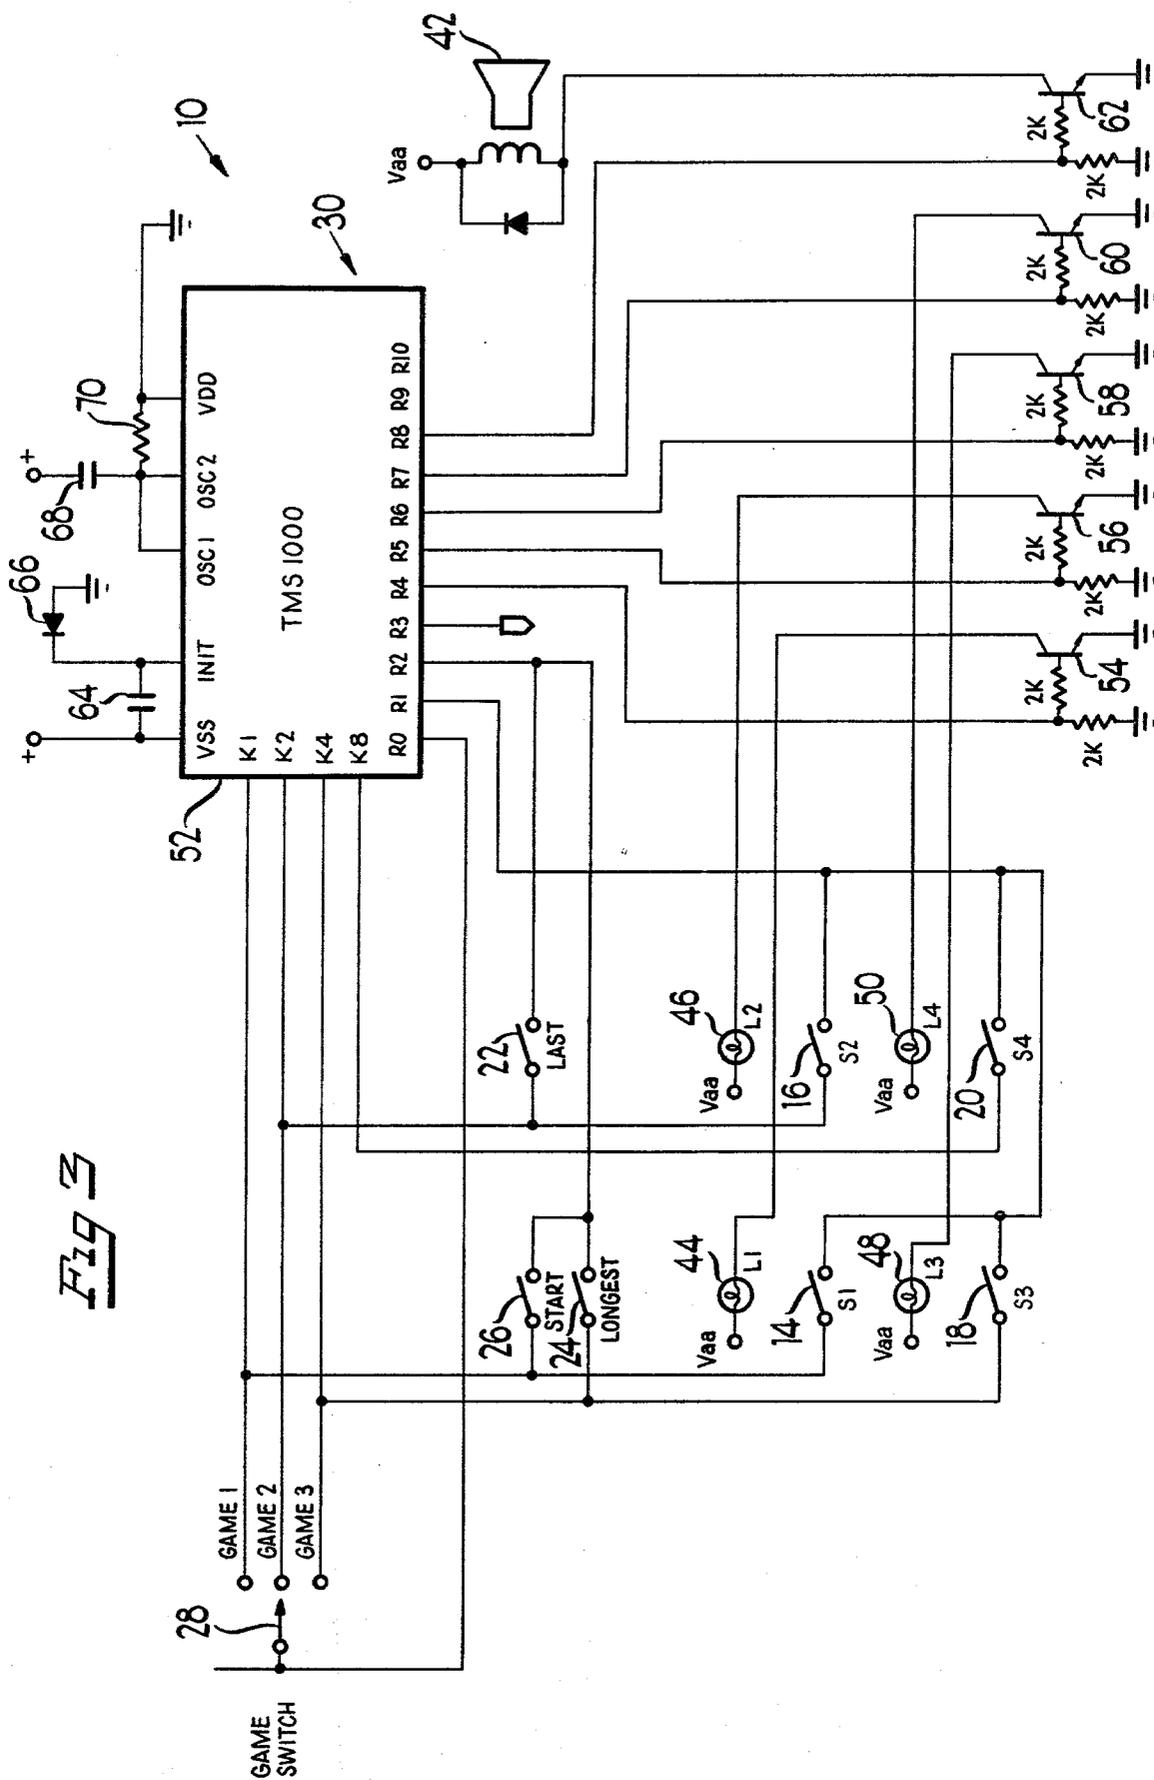 Fig 3
10
+
66
68
+
70
64
52
VSS
INIT
OSC 1
OSC 2
VDD
30
K1
K2
K4
K8
TMS 1000
R0
R1
R2
R3
R4
R5
R6
R7
R8
R9
R10
GAME
SWITCH
28
GAME 1
GAME 2
GAME 3
26
START
24
LONGEST
22
LAST
Vaa
42
Vaa
44
L1
Vaa
46
L2
14
S1
16
S2
Vaa
48
L3
Vaa
50
L4
18
S3
20
S4
2K
2K
54
2K
2K
56
2K
2K
58
2K
2K
60
2K
2K
62